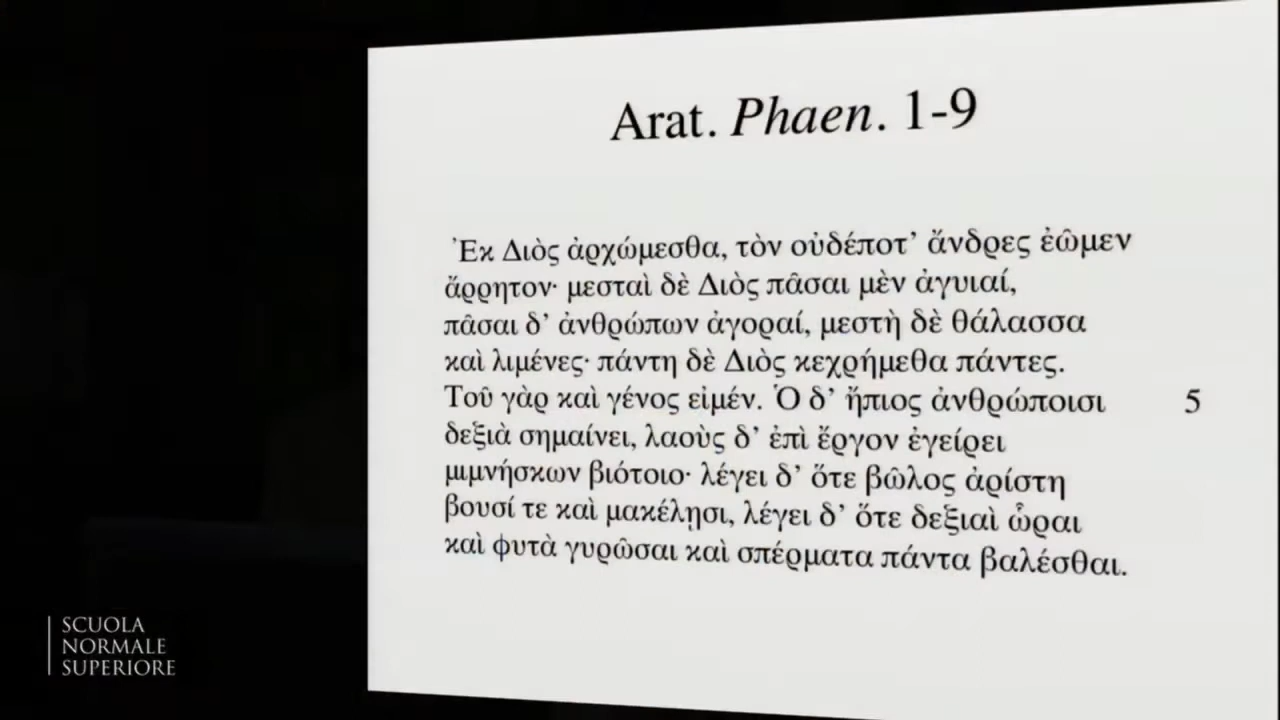 Arat. Phaen. 1-9
Ἐκ Διὸς ἀρχώμεσθα, τὸν οὐδέποτ’ ἄνδρες ἐῶμεν
ἄρρητον· μεσταὶ δὲ Διὸς πᾶσαι μὲν ἀγυιαί,
πᾶσαι δ’ ἀνθρώπων ἀγοραί, μεστὴ δὲ θάλασσα
καὶ λιμένες· πάντη δὲ Διὸς κεχρήμεθα πάντες.
Τοῦ γὰρ καὶ γένος εἰμέν. Ὁ δ’ ἤπιος ἀνθρώποισι 5
δεξιὰ σημαίνει, λαοὺς δ’ ἐπὶ ἔργον ἐγείρει
μιμνήσκων βιότοιο· λέγει δ’ ὅτε βῶλος ἀρίστη
βουσί τε καὶ μακέλῃσι, λέγει δ’ ὅτε δεξιαὶ ὧραι
καὶ φυτὰ γυρῶσαι καὶ σπέρματα πάντα βαλέσθαι.
SCUOLA
NORMALE
SUPERIORE